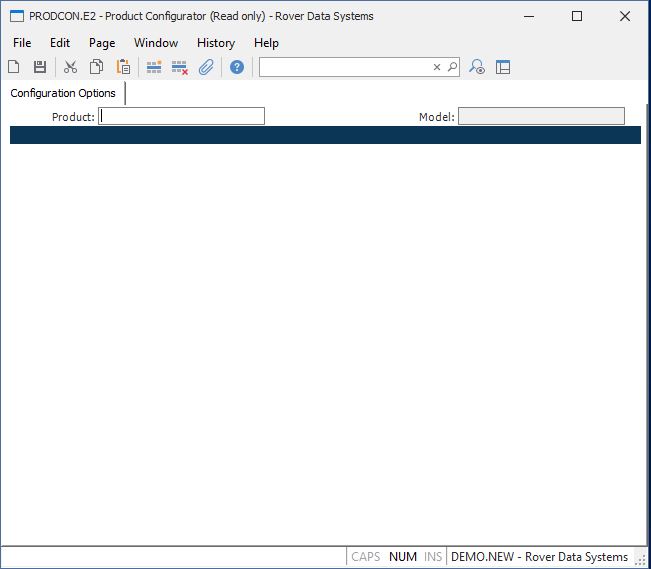 PRODCON.E2 - Product Configurator (Read only) - Rover Data Systems
File Edit Page Window History Help
Configuration Options
Product: Model:
CAPS NUM INS DEMO.NEW - Rover Data Systems